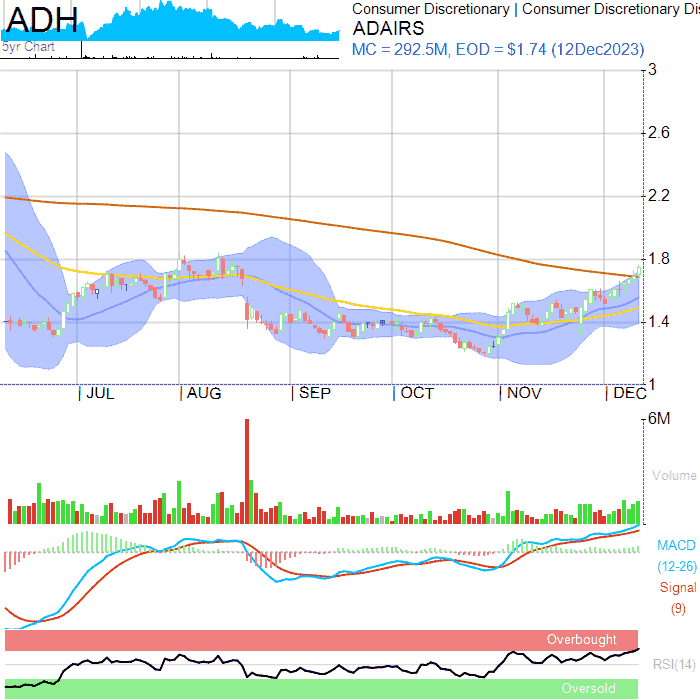 ADH
5yr Chart
Consumer Discretionary | Consumer Discretionary Dis
ADAIRS
MC = 292.5M, EOD = $1.74 (12Dec2023)
3
2.6
2.2
1.8
1.4
1
JUL
AUG
SEP
OCT
NOV
DEC
6M
Volume
MACD
(12-26)
Signal
(9)
Overbought
RSI(14)
Oversold